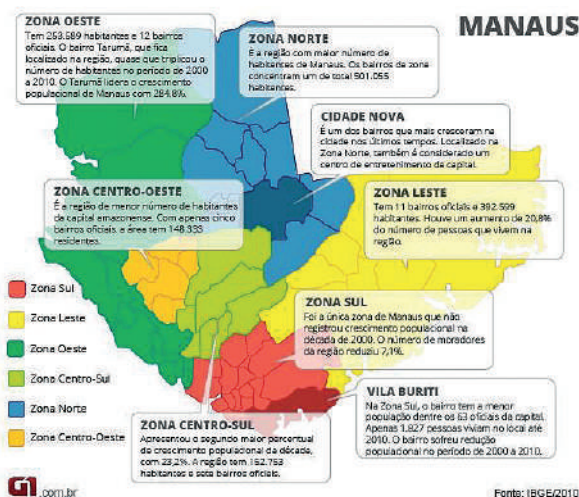 MANAUS
ZONA OESTE
Tem 253.589 habitantes e 12 bairros
oficiais. O bairro Tarumã, que fica
localizado na região, quase que triplicou o
número de habitantes no período de 2000
a 2010. O Tarumã lidera o crescimento
populacional de Manaus com 284,8%.
ZONA NORTE
É a região com maior número de
habitantes de Manaus. Os bairros de zona
concentram um de total 501.055
habitantes.
CIDADE NOVA
É um dos bairros que mais cresceram na
cidade nos últimos tempos. Localizado na
Zona Norte, também é considerado um
centro de entretenimento da capital.
ZONA CENTRO-OESTE
É a região de menor número de habitantes
da capital amazonense. Com apenas cinco
bairros oficiais, a área tem 148.333
residentes.
ZONA LESTE
Tem 11 bairros oficiais e 392.599
habitantes. Houve um aumento de 20,8%
do número de pessoas que vivem na
região.
Zona Sul
Zona Leste
Zona Oeste
Zona Centro-Sul
Zona Norte
Zona Centro-Oeste
ZONA SUL
Foi a única zona de Manaus que não
registrou crescimento populacional na
década de 2000. O número de moradores
da região reduziu 7,1%.
VILA BURITI
Na Zona Sul, o bairro tem a menor
população dentre os 63 oficiais da capital.
Apenas 1.827 pessoas viviam no local até
2010. O bairro sofreu redução
populacional no período de 2000 a 2010.
ZONA CENTRO-SUL
Apresentou o segundo maior percentual
de crescimento populacional da década,
com 23,2%. A região tem 152.753
habitantes e sete bairros oficiais.
G1 .com.br
Fonte: IBGE/2010